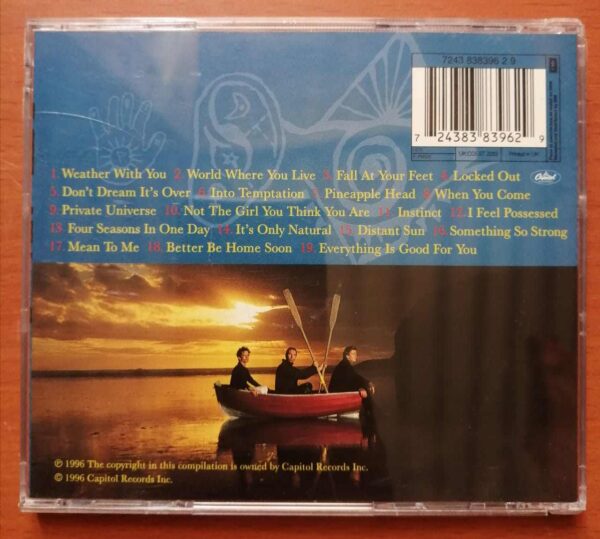 7243 838396 2 9
7 24383 83962 9
1 Weather With You 2 World Where You Live 3 Fall At Your Feet 4 Locked Out
Capitol
5 Don't Dream It's Over 6 Into Temptation 7 Pineapple Head 8 When You Come
9 Private Universe 10 Not The Girl You Think You Are 11 Instinct 12 I Feel Possessed
13 Four Seasons In One Day 14 It's Only Natural 15 Distant Sun 16 Something So Strong
17 Mean To Me 18 Better Be Home Soon 19 Everything Is Good For You
℗ 1996 The copyright in this compilation is owned by Capitol Records Inc.
© 1996 Capitol Records Inc.